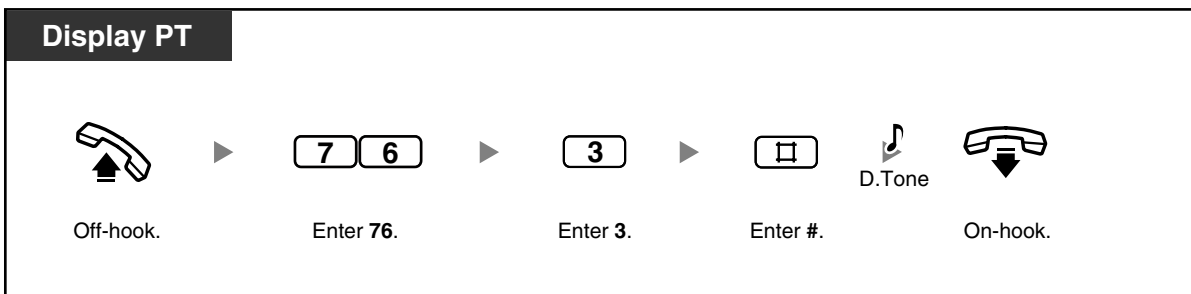 Display PT
7 6 3 #
D.Tone
Off-hook. Enter 76. Enter 3. Enter #. On-hook.